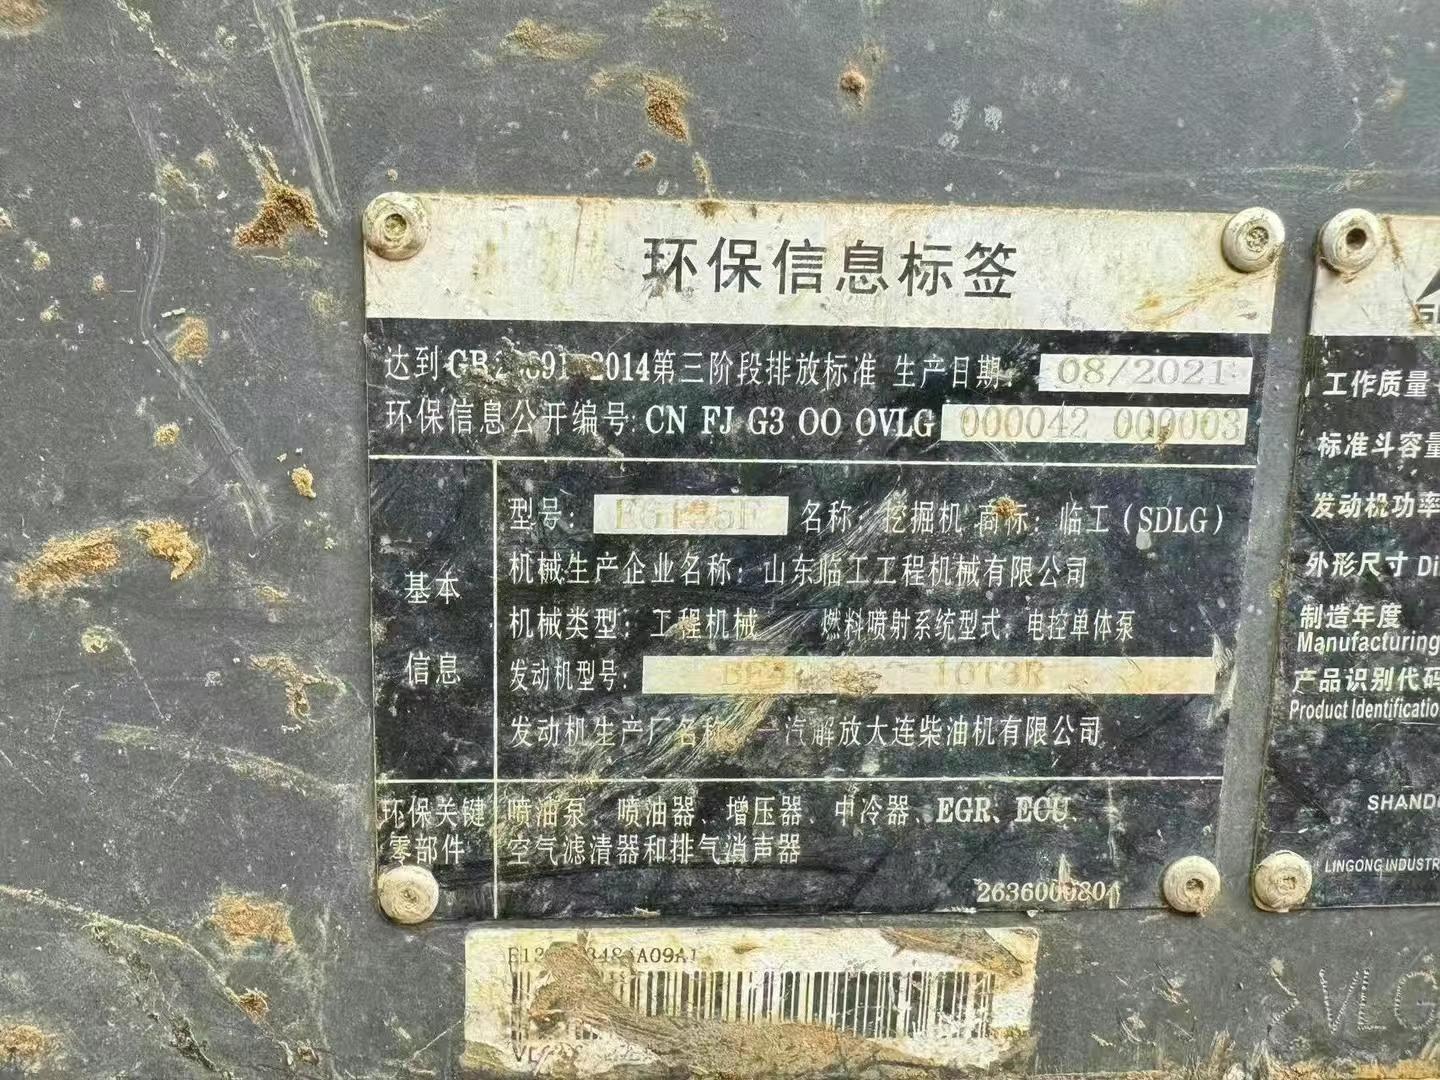 环保信息标签
达到GB 2014第三阶段排放标准 生产日期: 08/2021
环保信息公开编号: CN FJ G3 OO OVLG 000042 000003
基本
信息
型号: 名称: 挖掘机 商标: 临工(SDLG)
机械生产企业名称: 山东临工工程机械有限公司
机械类型: 工程机械 燃料喷射系统型式: 电控单体泵
发动机型号: 10T3R
发动机生产厂名称: 一汽解放大连柴油机有限公司
环保关键
零部件
喷油泵、喷油器、增压器、中冷器、EGR、ECU、
空气滤清器和排气消声器
工作质量
标准斗容量
发动机功率
外形尺寸 Di
制造年度
Manufacturing
产品识别代码
Product Identificatio
SHAND
LINGONG INDUSTR
VLG